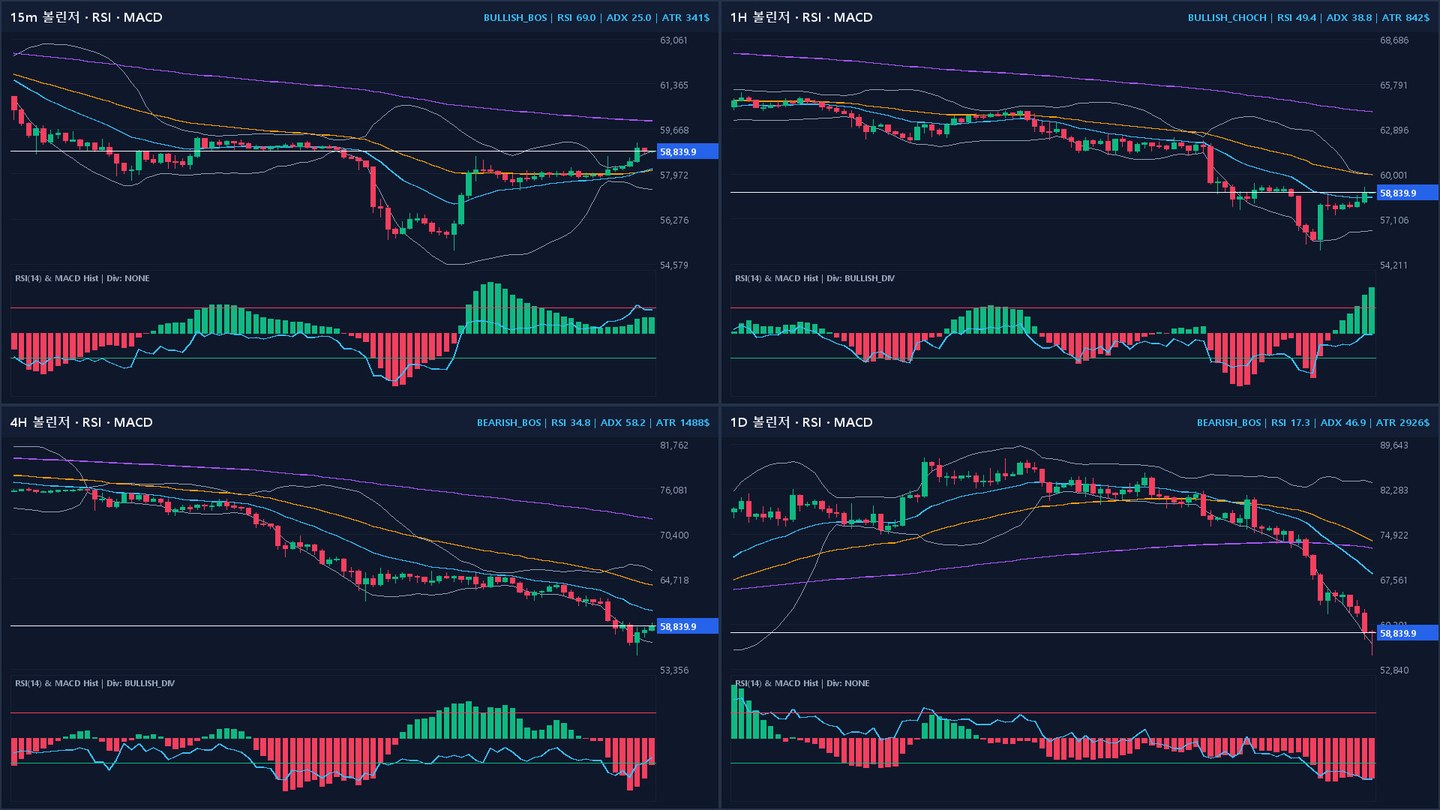 15m 볼린저 · RSI · MACD
BULLISH_BOS | RSI 69.0 | ADX 25.0 | ATR 341$
63,061
61,365
59,668
58,839.9
57,972
56,276
54,579
RSI(14) & MACD Hist | Div: NONE
1H 볼린저 · RSI · MACD
BULLISH_CHOCH | RSI 49.4 | ADX 38.8 | ATR 842$
68,686
65,791
62,896
60,001
58,839.9
57,106
54,211
RSI(14) & MACD Hist | Div: BULLISH_DIV
4H 볼린저 · RSI · MACD
BEARISH_BOS | RSI 34.8 | ADX 58.2 | ATR 1488$
81,762
76,081
70,400
64,718
58,839.9
53,356
RSI(14) & MACD Hist | Div: BULLISH_DIV
1D 볼린저 · RSI · MACD
BEARISH_BOS | RSI 17.3 | ADX 46.9 | ATR 2926$
89,643
82,283
74,922
67,561
58,839.9
52,840
RSI(14) & MACD Hist | Div: NONE